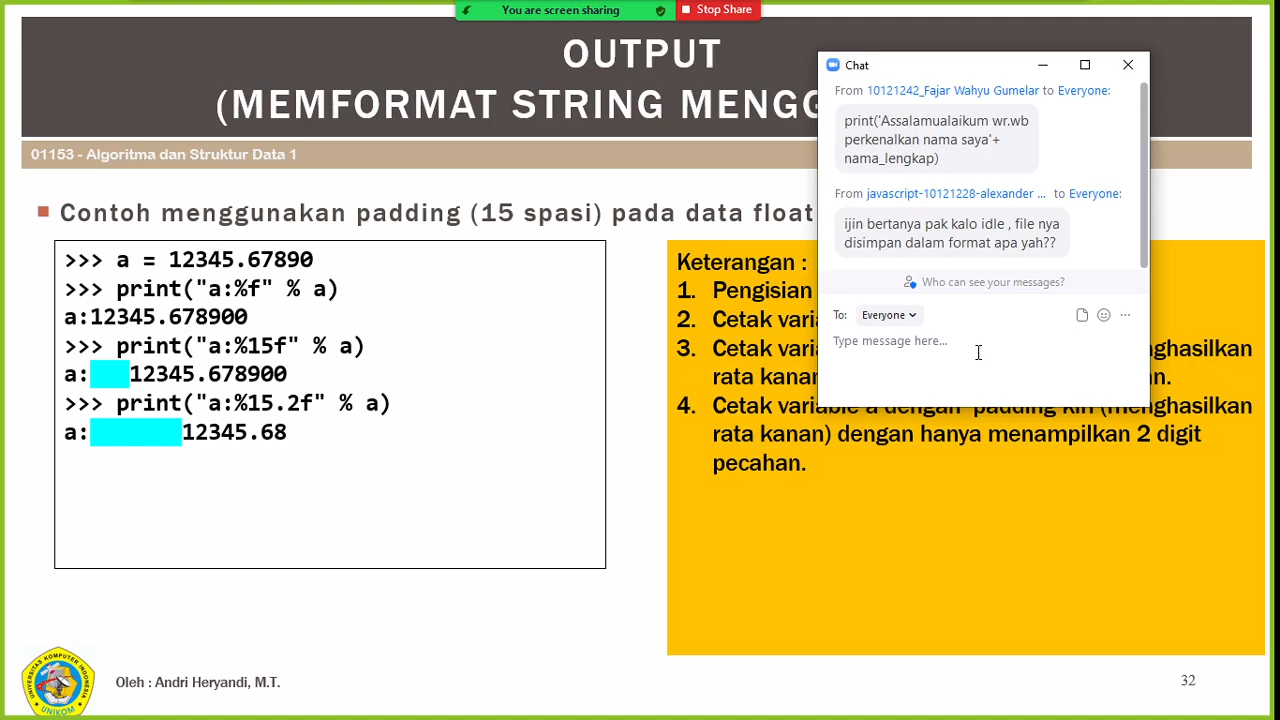 You are screen sharing
Stop Share
OUTPUT
(MEMFORMAT STRING MENGG
01153 - Algoritma dan Struktur Data 1
Contoh menggunakan padding (15 spasi) pada data float
>>> a = 12345.67890
>>> print("a:%f" % a)
a:12345.678900
>>> print("a:%15f" % a)
a:   12345.678900
>>> print("a:%15.2f" % a)
a:       12345.68
Keterangan :
1. Pengisian
2. Cetak varia
3. Cetak varia nghasilkan
rata kanan n.
4. Cetak variable a dengan padding kiri (menghasilkan
rata kanan) dengan hanya menampilkan 2 digit
pecahan.
Chat
From 10121242_Fajar Wahyu Gumelar to Everyone:
print('Assalamualaikum wr.wb
perkenalkan nama saya'+
nama_lengkap)
From javascript-10121228-alexander ... to Everyone:
ijin bertanya pak kalo idle , file nya
disimpan dalam format apa yah??
Who can see your messages?
To: Everyone
Type message here...
UNIVERSITAS KOMPUTER INDONESIA
UNIKOM
Oleh : Andri Heryandi, M.T.
32